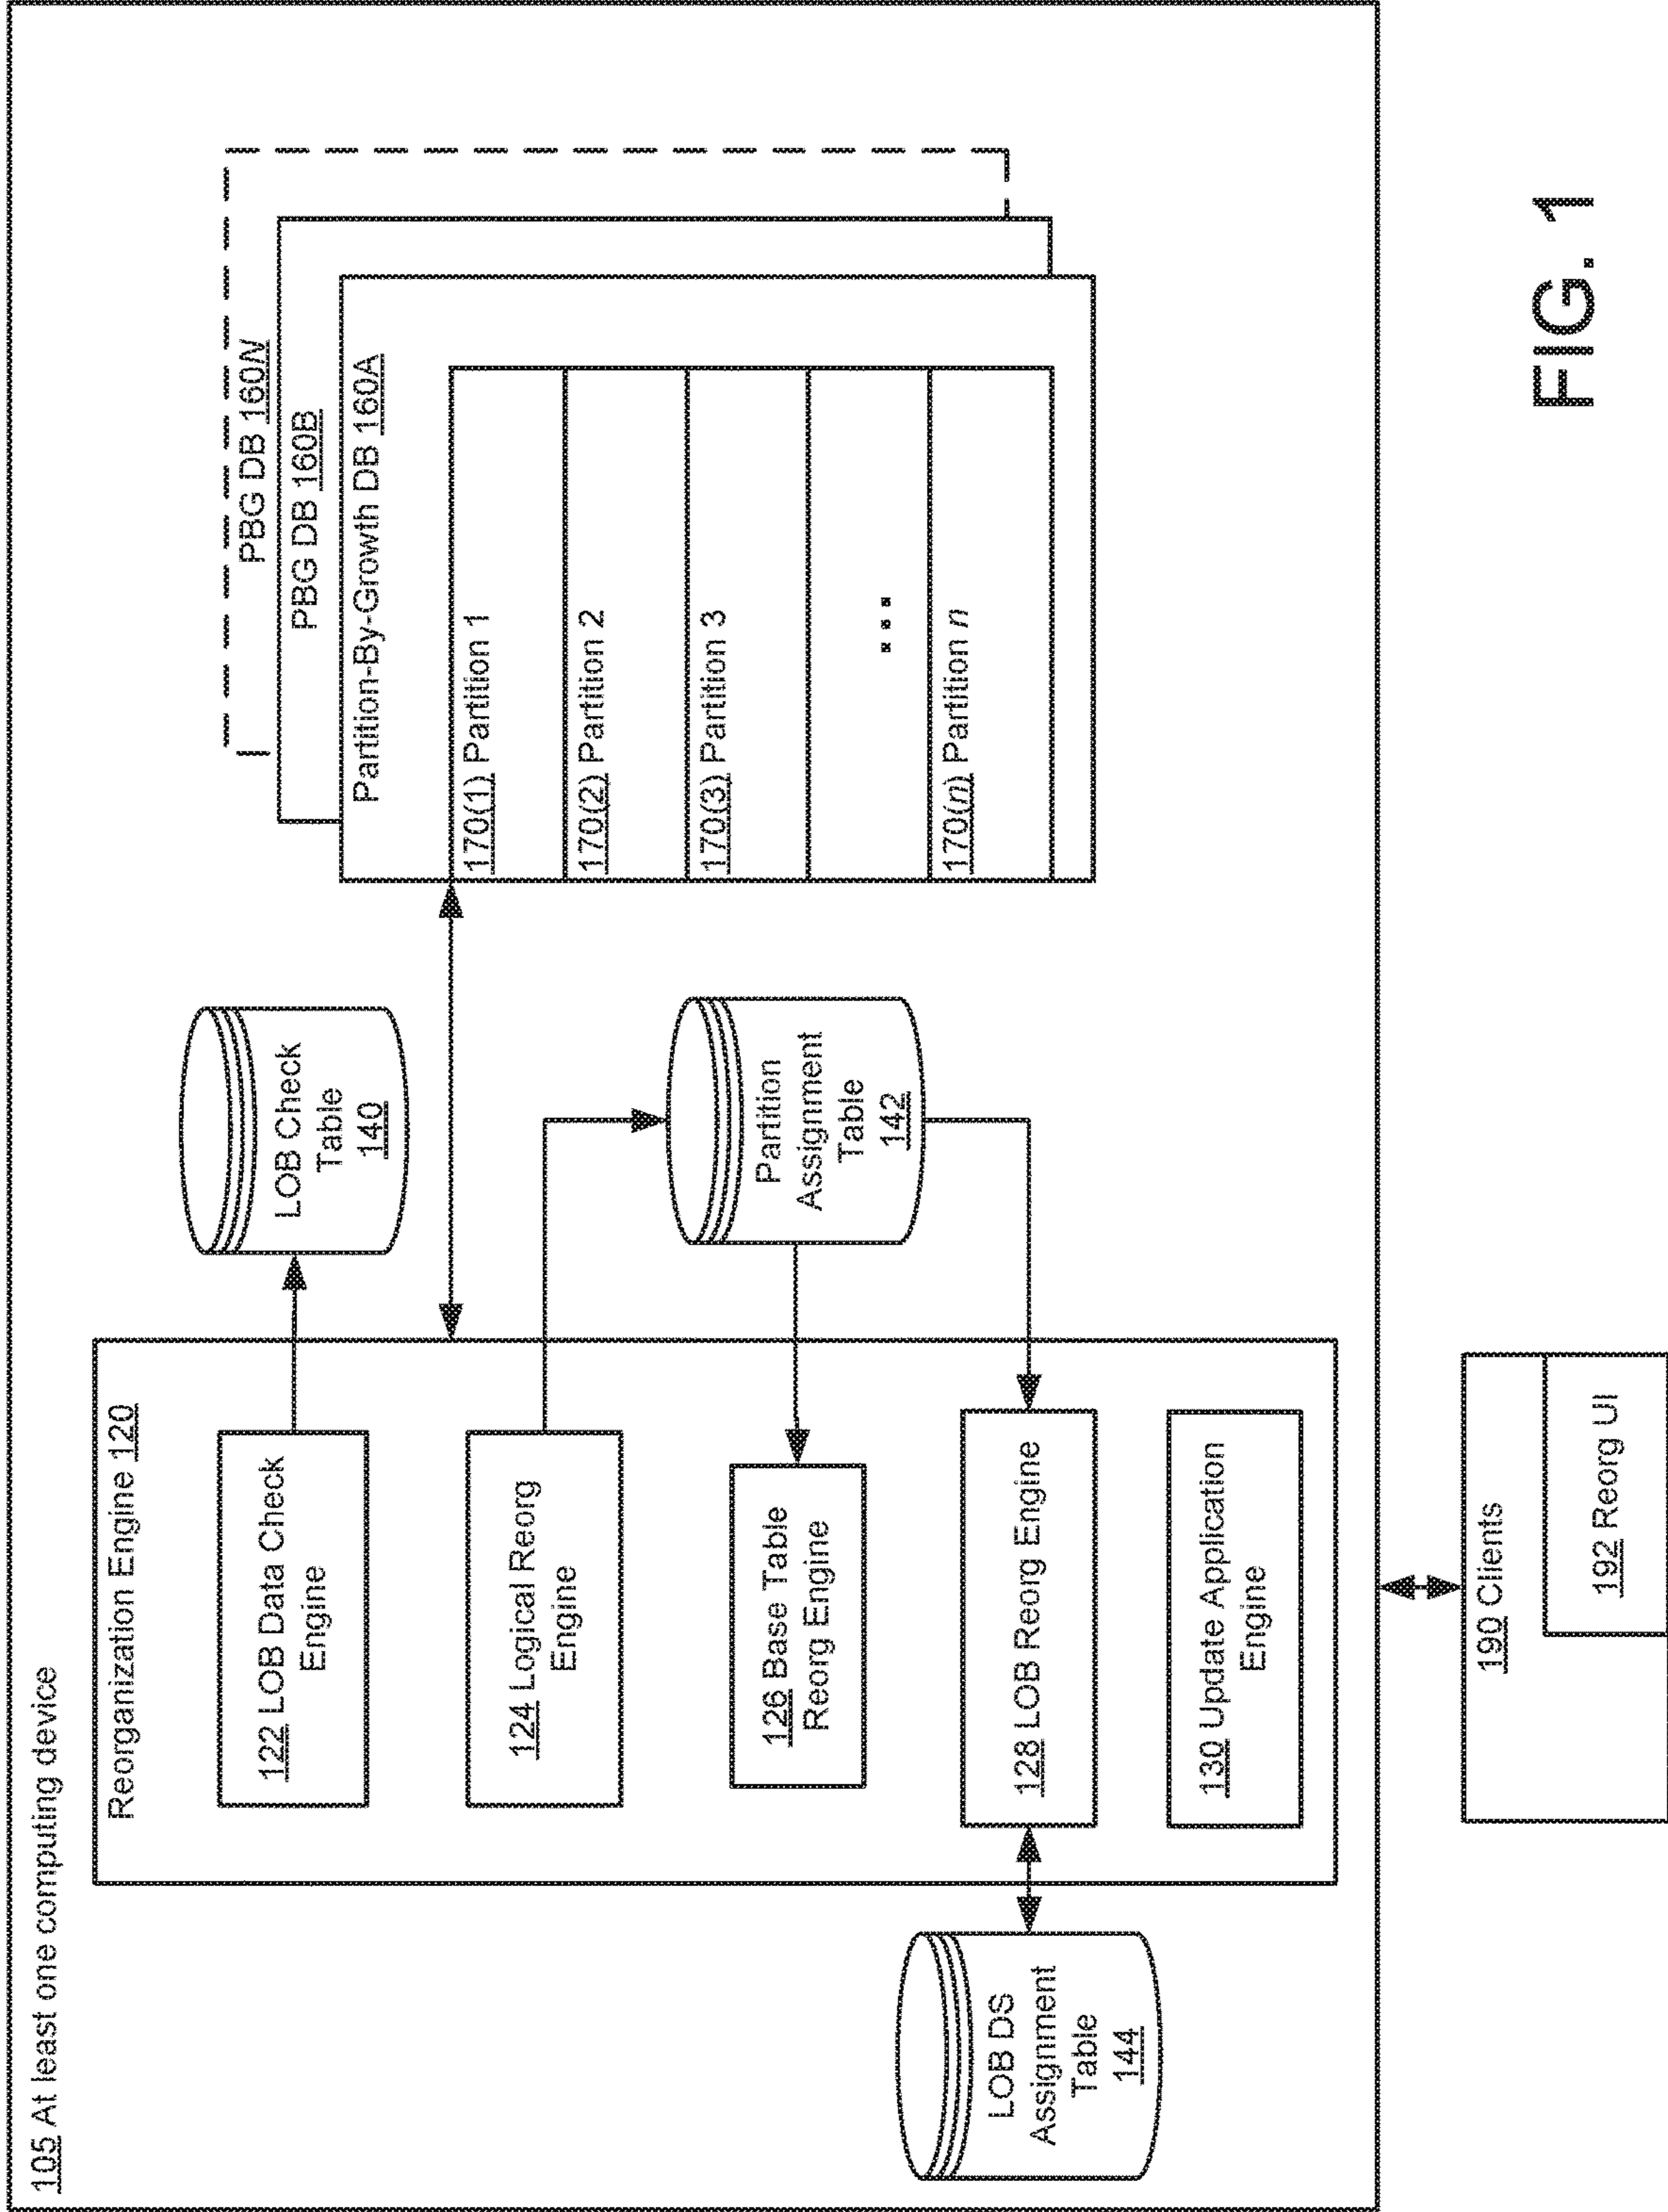 105 At least one computing device
Reorganization Engine 120
122 LOB Data Check
Engine
124 Logical Reorg
Engine
126 Base Table
Reorg Engine
128 LOB Reorg Engine
130 Update Application
Engine
LOB DS
Assignment
Table
144
LOB Check
Table
140
Partition
Assignment
Table
142
PBG DB 160N
PBG DB 160B
Partition-By-Growth DB 160A
170(1) Partition 1
170(2) Partition 2
170(3) Partition 3
...
170(n) Partition n
190 Clients
192 Reorg UI
FIG. 1